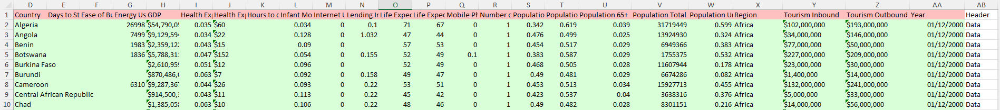 D E F G H I J K L M N O P Q R S T U V W X Y Z AA AB
1 Country Days to St Ease of Bu Energy Us GDP Health Exp Health Exp Hours to d Infant Mo Internet U Lending In Life Expec Life Expec Mobile Ph Number o Populatio Populatio Population 65+ Population Total Population Ur Region Tourism Inbound Tourism Outbound Year Header
2 Algeria 26998 $54,790,05 0.035 $60 0.034 0 0.1 71 67 0 1 0.342 0.619 0.039 31719449 0.599 Africa $102,000,000 $193,000,000 01/12/2000 Data
3 Angola 7499 $9,129,594 0.034 $22 0.128 0 1.032 47 44 0 1 0.476 0.499 0.025 13924930 0.324 Africa $34,000,000 $146,000,000 01/12/2000 Data
4 Benin 1983 $2,359,122 0.043 $15 0.09 0 57 53 0 1 0.454 0.517 0.029 6949366 0.383 Africa $77,000,000 $50,000,000 01/12/2000 Data
5 Botswana 1836 $5,788,311 0.047 $152 0.054 0 0.155 52 49 0.1 1 0.383 0.587 0.029 1755375 0.532 Africa $227,000,000 $209,000,000 01/12/2000 Data
6 Burkina Faso $2,610,959 0.051 $12 0.096 0 52 49 0 1 0.468 0.505 0.028 11607944 0.178 Africa $23,000,000 $30,000,000 01/12/2000 Data
7 Burundi $870,486,0 0.063 $7 0.092 0 0.158 49 47 0 1 0.49 0.481 0.029 6674286 0.082 Africa $1,400,000 $14,000,000 01/12/2000 Data
8 Cameroon 6310 $9,287,367 0.044 $26 0.093 0 0.22 53 51 0 1 0.453 0.513 0.034 15927713 0.455 Africa $132,000,000 $241,000,000 01/12/2000 Data
9 Central African Republic $914,500, 0.043 $11 0.113 0 0.22 45 42 0 1 0.423 0.537 0.04 3638316 0.376 Africa $5,000,000 $33,000,000 01/12/2000 Data
10 Chad $1,385,058 0.063 $10 0.106 0 0.22 48 46 0 1 0.49 0.482 0.028 8301151 0.216 Africa $14,000,000 $56,000,000 01/12/2000 Data